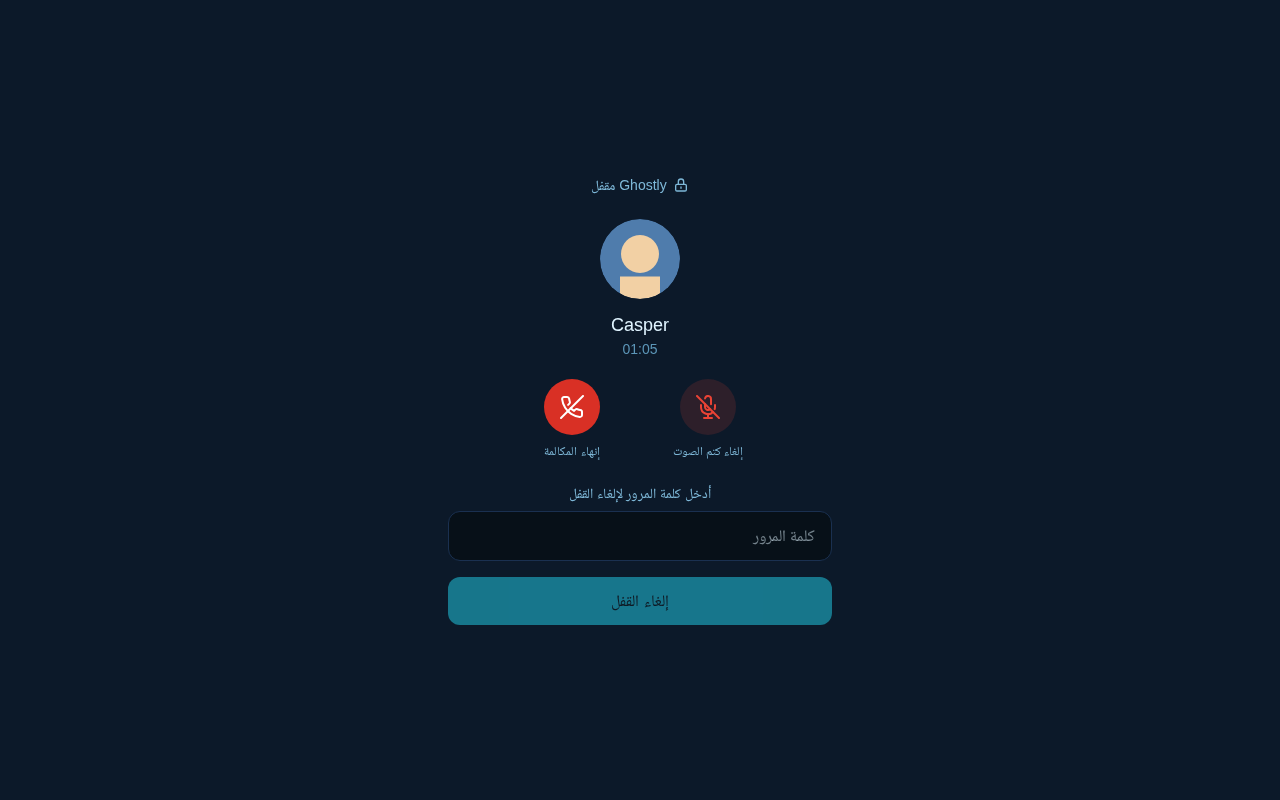 Ghostly مقفل
Casper
01:05
إلغاء كتم الصوت
إنهاء المكالمة
أدخل كلمة المرور لإلغاء القفل
كلمة المرور
إلغاء القفل